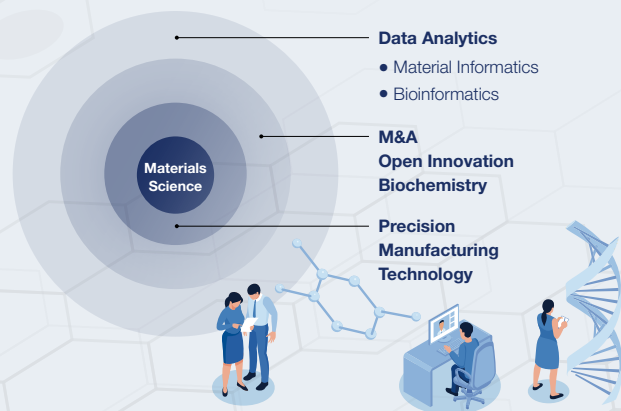 Data Analytics
• Material Informatics
• Bioinformatics
M&A
Open Innovation
Biochemistry
Materials
Science
Precision
Manufacturing
Technology